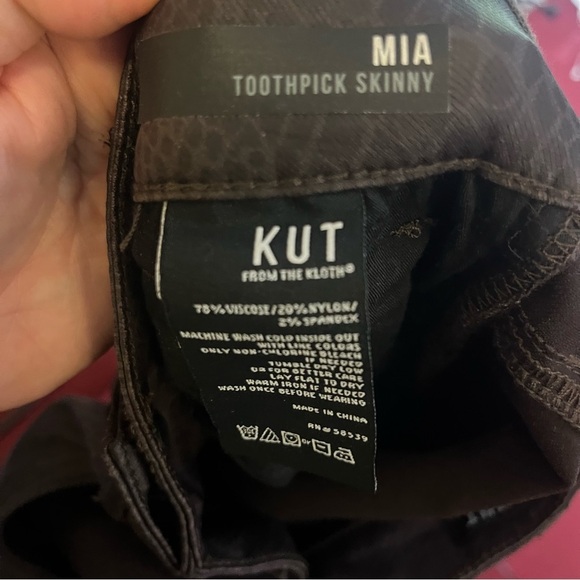 MIA
TOOTHPICK SKINNY
KUT
FROM THE KLOTH®
78% VISCOSE/20% NYLON/
2% SPANDEX
MACHINE WASH COLD INSIDE OUT
WITH LIKE COLORS
ONLY NON-CHLORINE BLEACH
IF NEEDED
TUMBLE DRY LOW
OR FOR BETTER CARE
LAY FLAT TO DRY
WARM IRON IF NEEDED
WASH ONCE BEFORE WEARING
MADE IN CHINA
RN# 58539
or